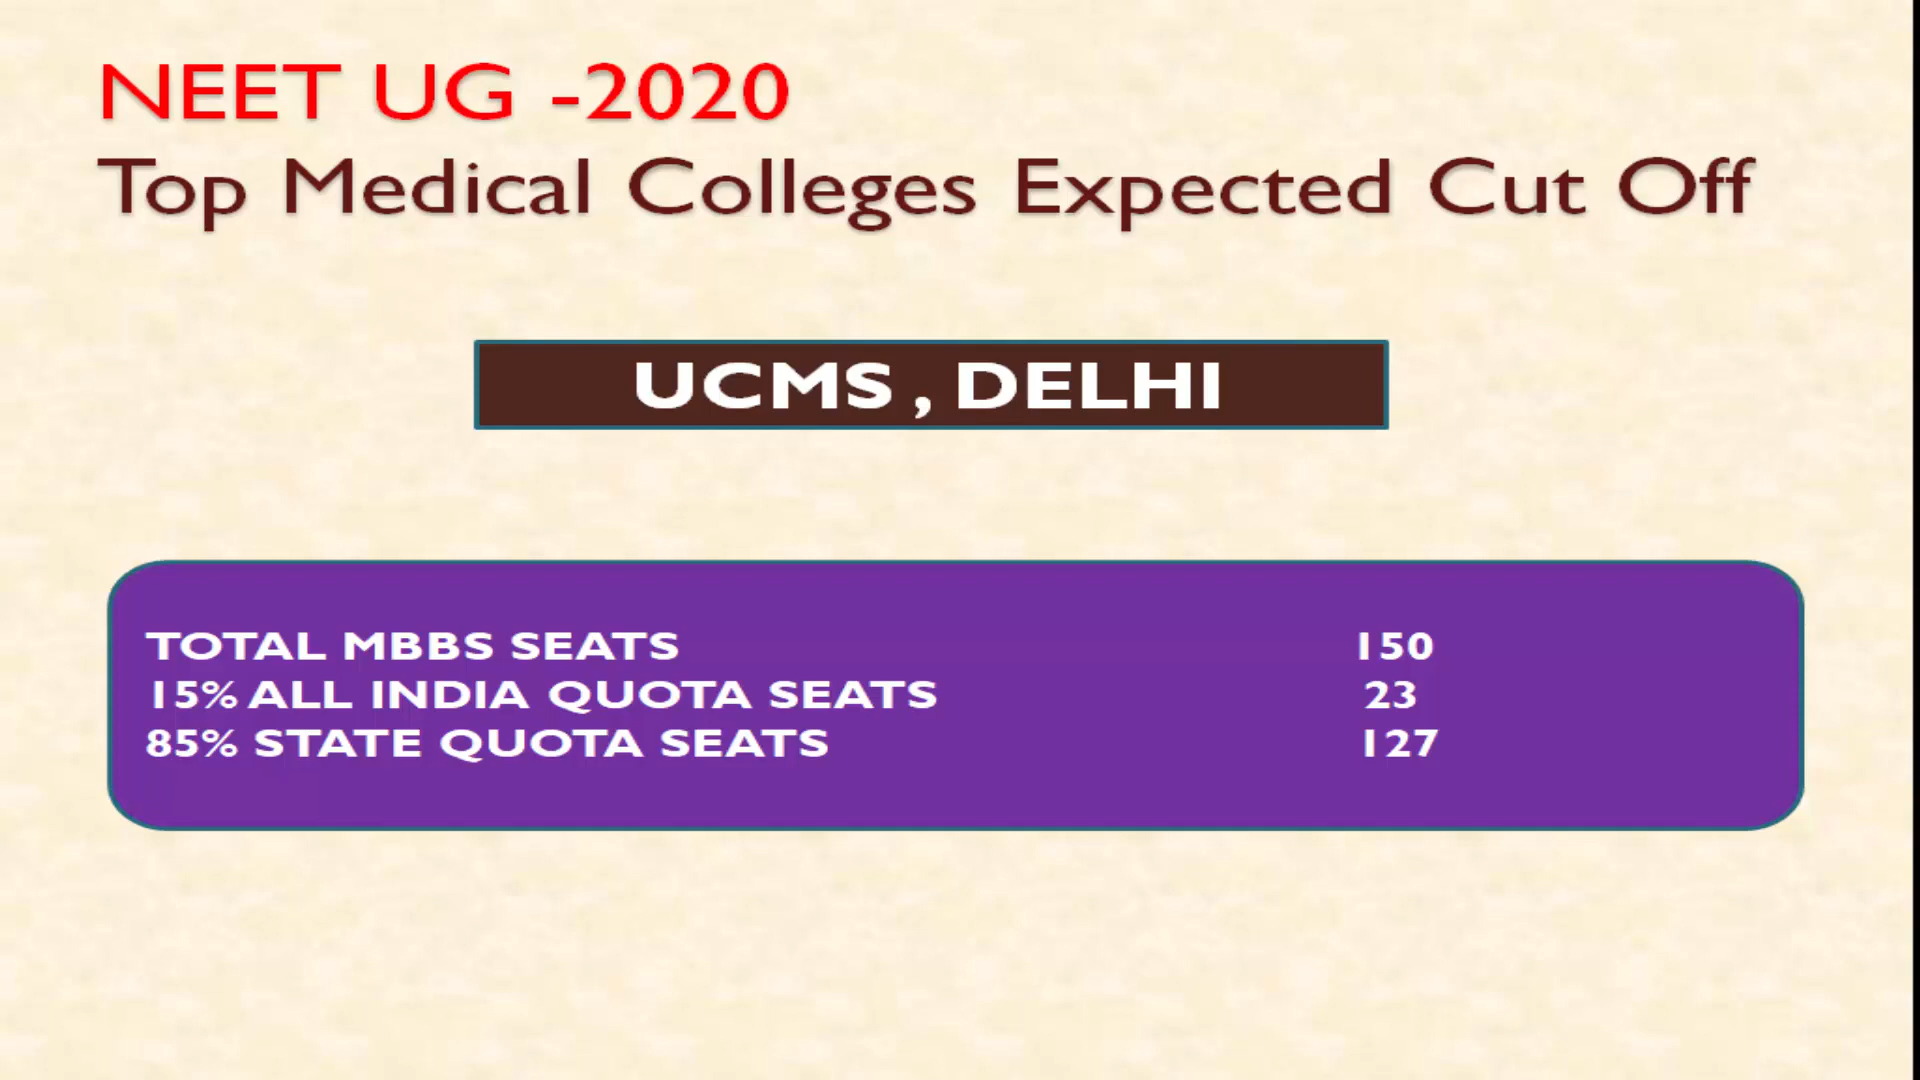 NEET UG -2020
Top Medical Colleges Expected Cut Off
UCMS , DELHI
TOTAL MBBS SEATS 150
15% ALL INDIA QUOTA SEATS 23
85% STATE QUOTA SEATS 127